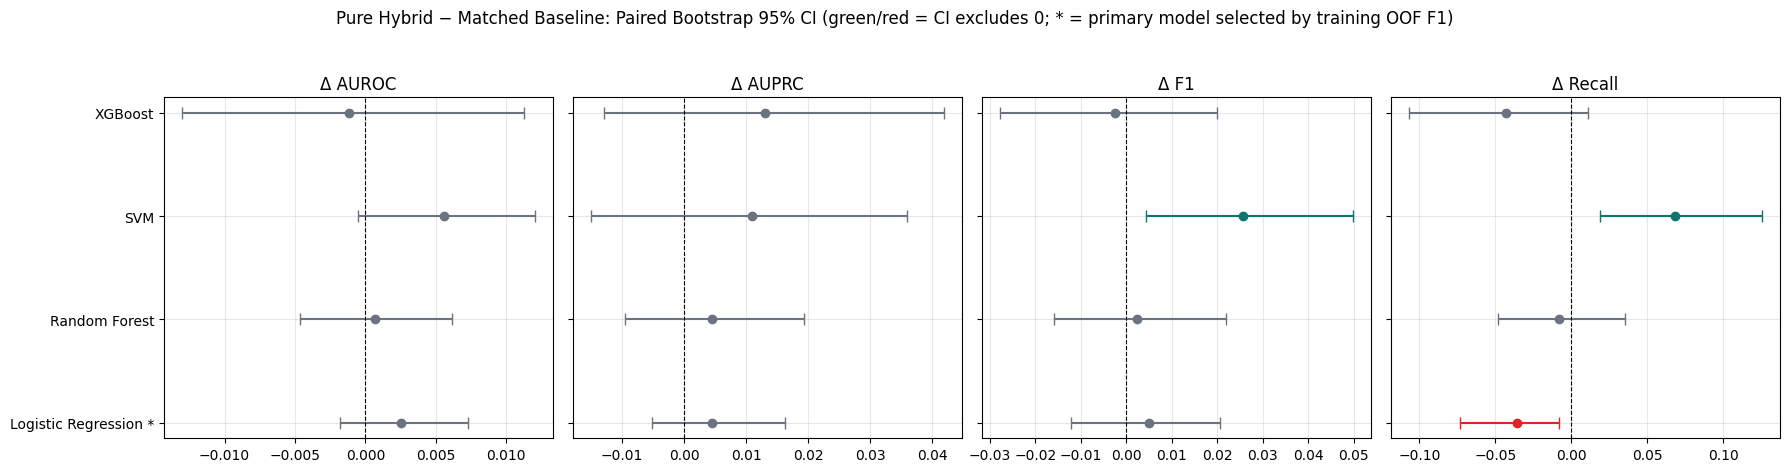 Pure Hybrid − Matched Baseline: Paired Bootstrap 95% CI (green/red = CI excludes 0; * = primary model selected by training OOF F1)
Δ AUROC
Δ AUPRC
Δ F1
Δ Recall
XGBoost
SVM
Random Forest
Logistic Regression *
−0.010 −0.005 0.000 0.005 0.010
−0.01 0.00 0.01 0.02 0.03 0.04
−0.03 −0.02 −0.01 0.00 0.01 0.02 0.03 0.04 0.05
−0.10 −0.05 0.00 0.05 0.10